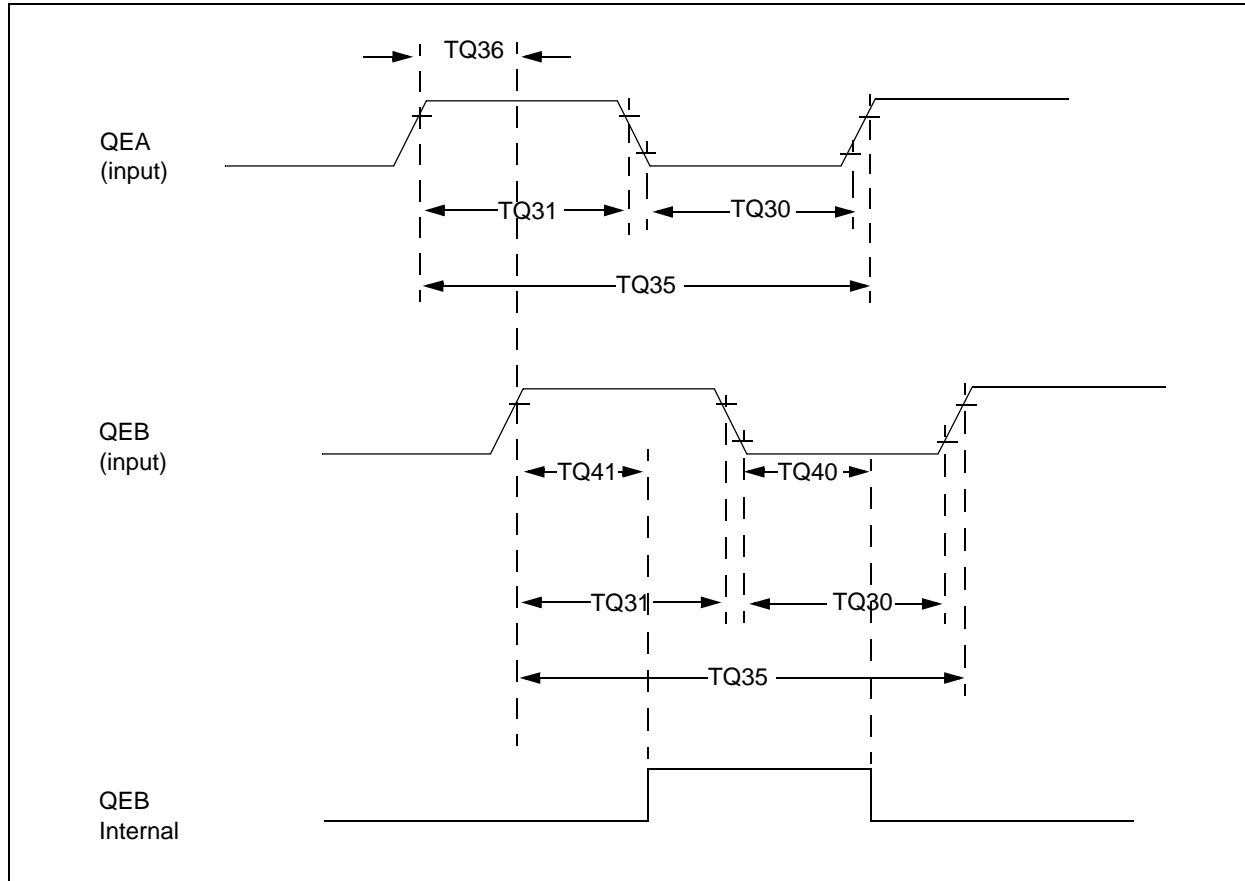 TQ36
QEA
(input)
TQ31
TQ30
TQ35
QEB
(input)
TQ41
TQ40
TQ31
TQ30
TQ35
QEB
Internal